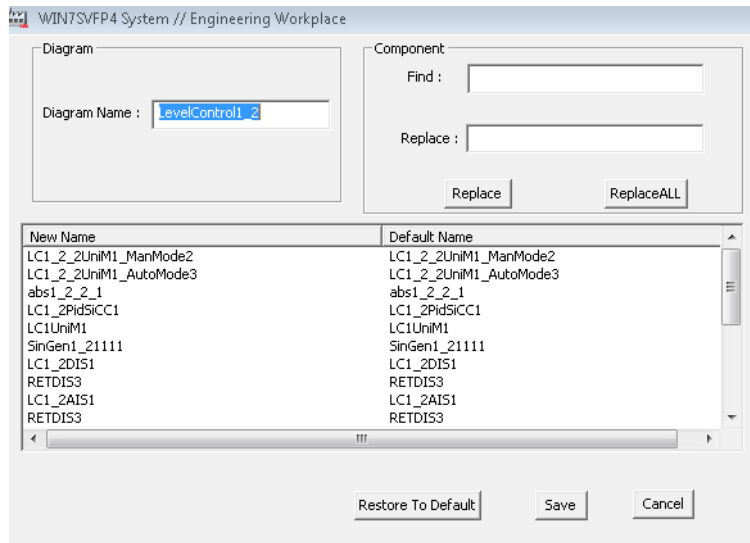 WIN7SVFP4 System // Engineering Workplace
Diagram
Diagram Name :
LevelControl1_2
Component
Find :
Replace :
Replace
ReplaceALL
New Name Default Name
LC1_2_2UniM1_ManMode2 LC1_2_2UniM1_ManMode2
LC1_2_2UniM1_AutoMode3 LC1_2_2UniM1_AutoMode3
abs1_2_2_1 abs1_2_2_1
LC1_2PidSiCC1 LC1_2PidSiCC1
LC1UniM1 LC1UniM1
SinGen1_21111 SinGen1_21111
LC1_2DIS1 LC1_2DIS1
RETDIS3 RETDIS3
LC1_2AIS1 LC1_2AIS1
RETDIS3 RETDIS3
Restore To Default Save Cancel